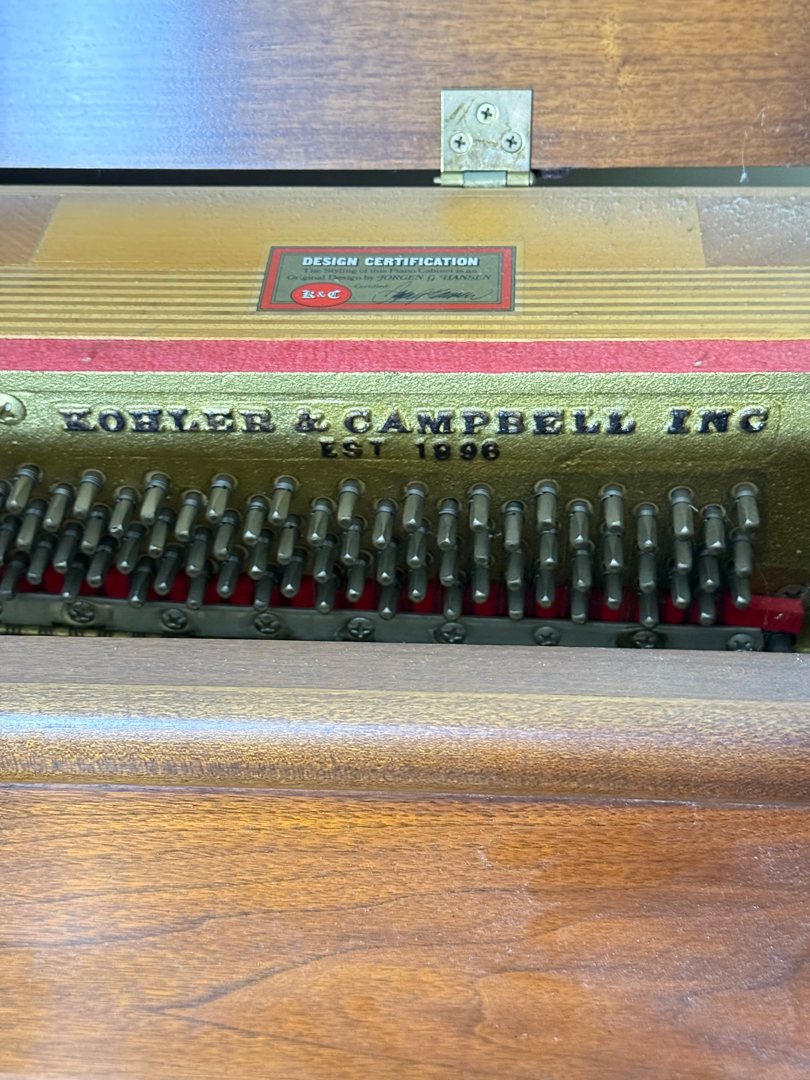 DESIGN CERTIFICATION
The Styling of this Piano Cabinet is an
Original Design by JORGEN G HANSEN
Certified
K&C
KOHLER & CAMPBELL INC
EST 1896